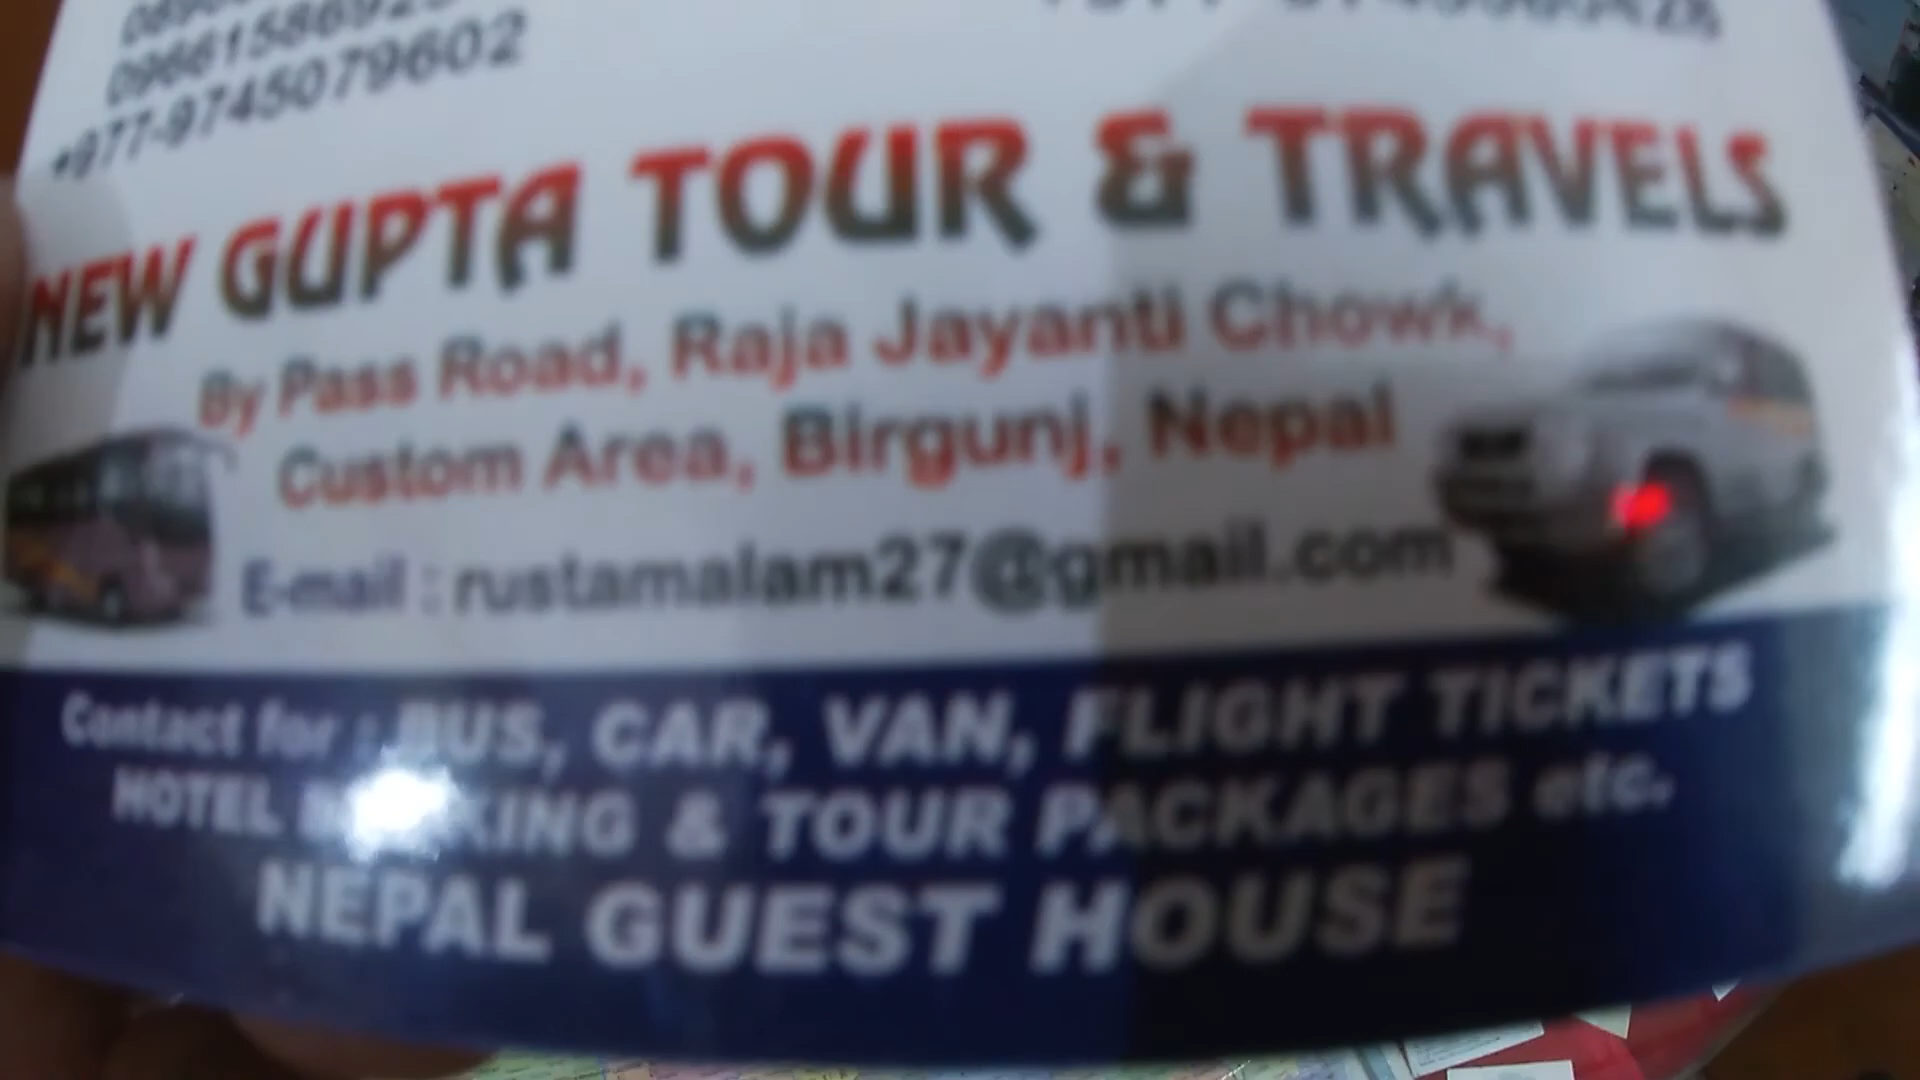 +977-9745079602
NEW GUPTA TOUR & TRAVELS
By Pass Road, Raja Jayanti Chowk,
Custom Area, Birgunj, Nepal
E-mail : rustamalam27@gmail.com
Contact for : BUS, CAR, VAN, FLIGHT TICKETS
HOTEL BOOKING & TOUR PACKAGES etc.
NEPAL GUEST HOUSE